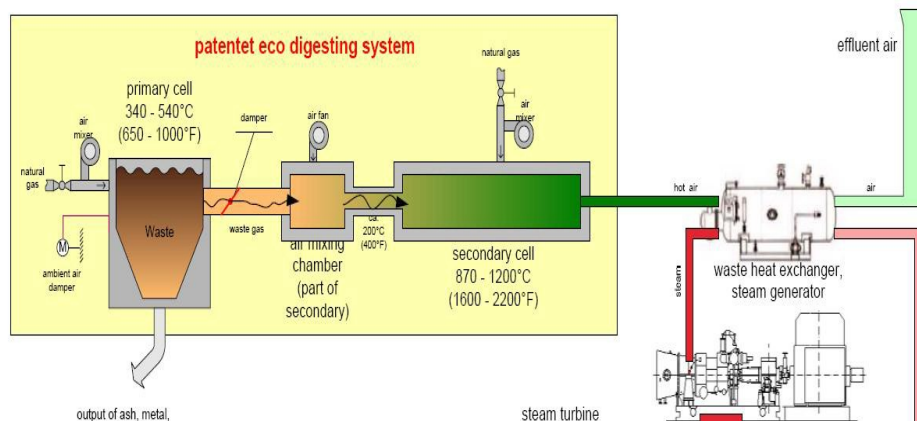 patentet eco digesting system
primary cell
340 - 540°C
(650 - 1000°F)
air
mixer
natural
gas
damper
air fan
natural gas
air
mixer
effluent air
Waste
M
ambient air
damper
waste gas
ca.
200°C
(400°F)
air mixing
chamber
(part of
secondary)
secondary cell
870 - 1200°C
(1600 - 2200°F)
hot air
air
steam
waste heat exchanger,
steam generator
output of ash, metal,
steam turbine